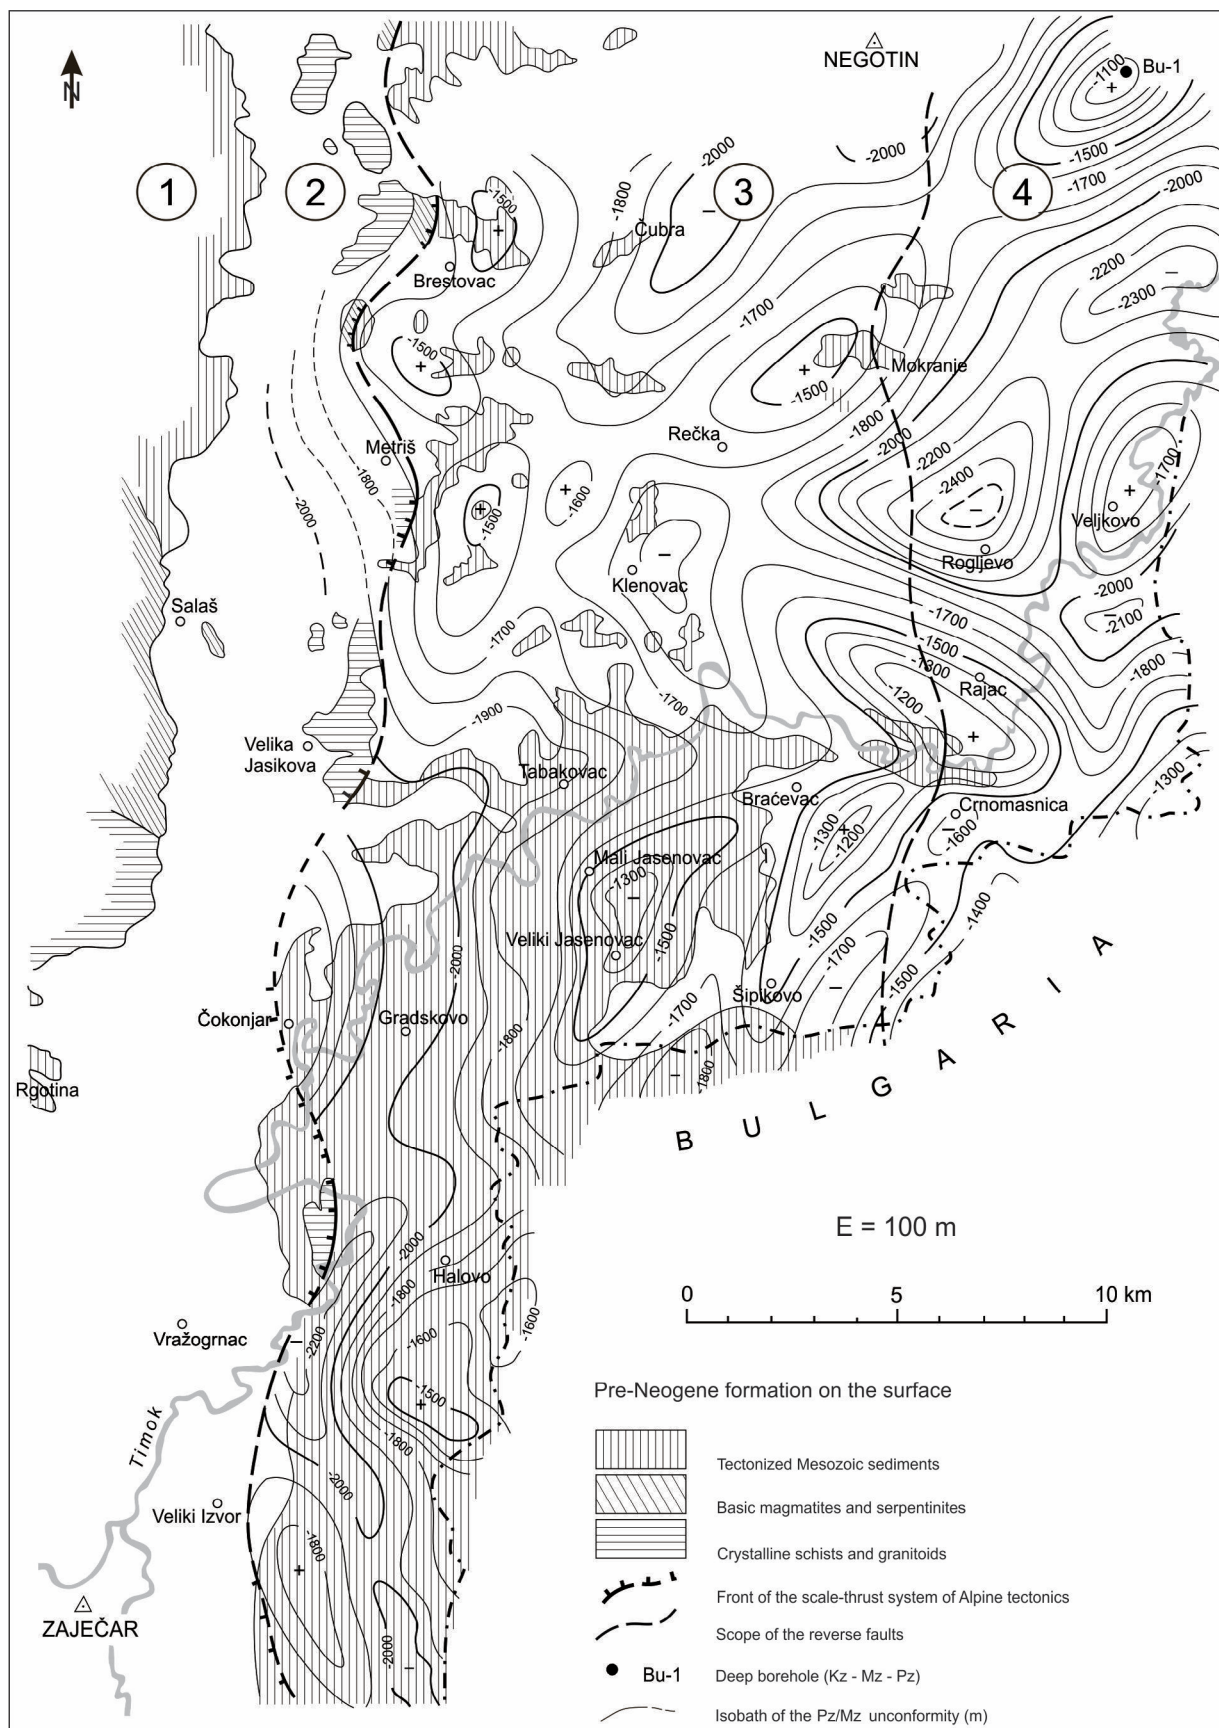 N
NEGOTIN
Bu-1
-1100
-1500
-1700
-2000
-2000
-2000
1
2
3
4
-1500
-1800
Čubra
Brestovac
-2200
-2300
-1700
-1500
Mokranje
-1500
-1800
-2000
-2200
-2400
Rečka
Metriš
-1800
-2000
-1500
-1600
-1700
Veljkovo
Rogljevo
Klenovac
Salaš
-2000
-2100
-1700
-1700
-1500
-1300
-1200
Rajac
-1800
-1900
-1700
Velika
Jasikova
Tabakovac
Braćevac
Crnomasnica
-1300
-1300
-1200
-1600
Mali Jasenovac
-1300
-1400
Veliki Jasenovac
-1500
-1500
-1700
-1500
-2000
Šipikovo
-1700
Čokonjar
Gradskovo
-1800
-1800
Rgotina
BULGARIA
-2000
Halovo
-1800
-1600
-1600
-2200
Vražogrnac
-1500
-1800
Timok
-2000
Veliki Izvor
-1800
ZAJEČAR
-2000
E = 100 m
0 5 10 km
Pre-Neogene formation on the surface
Tectonized Mesozoic sediments
Basic magmatites and serpentinites
Crystalline schists and granitoids
Front of the scale-thrust system of Alpine tectonics
Scope of the reverse faults
Bu-1 Deep borehole (Kz - Mz - Pz)
Isobath of the Pz/Mz unconformity (m)